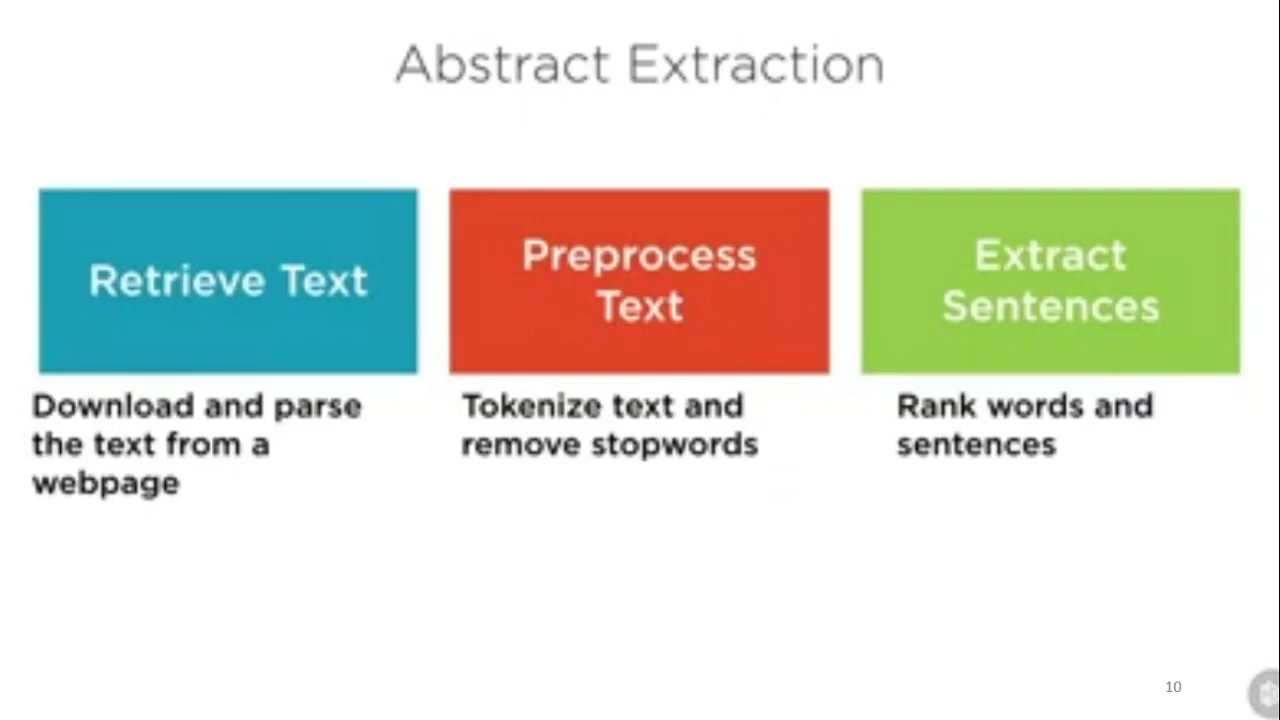 Abstract Extraction
Retrieve Text
Preprocess
Text
Extract
Sentences
Download and parse
the text from a
webpage
Tokenize text and
remove stopwords
Rank words and
sentences
10